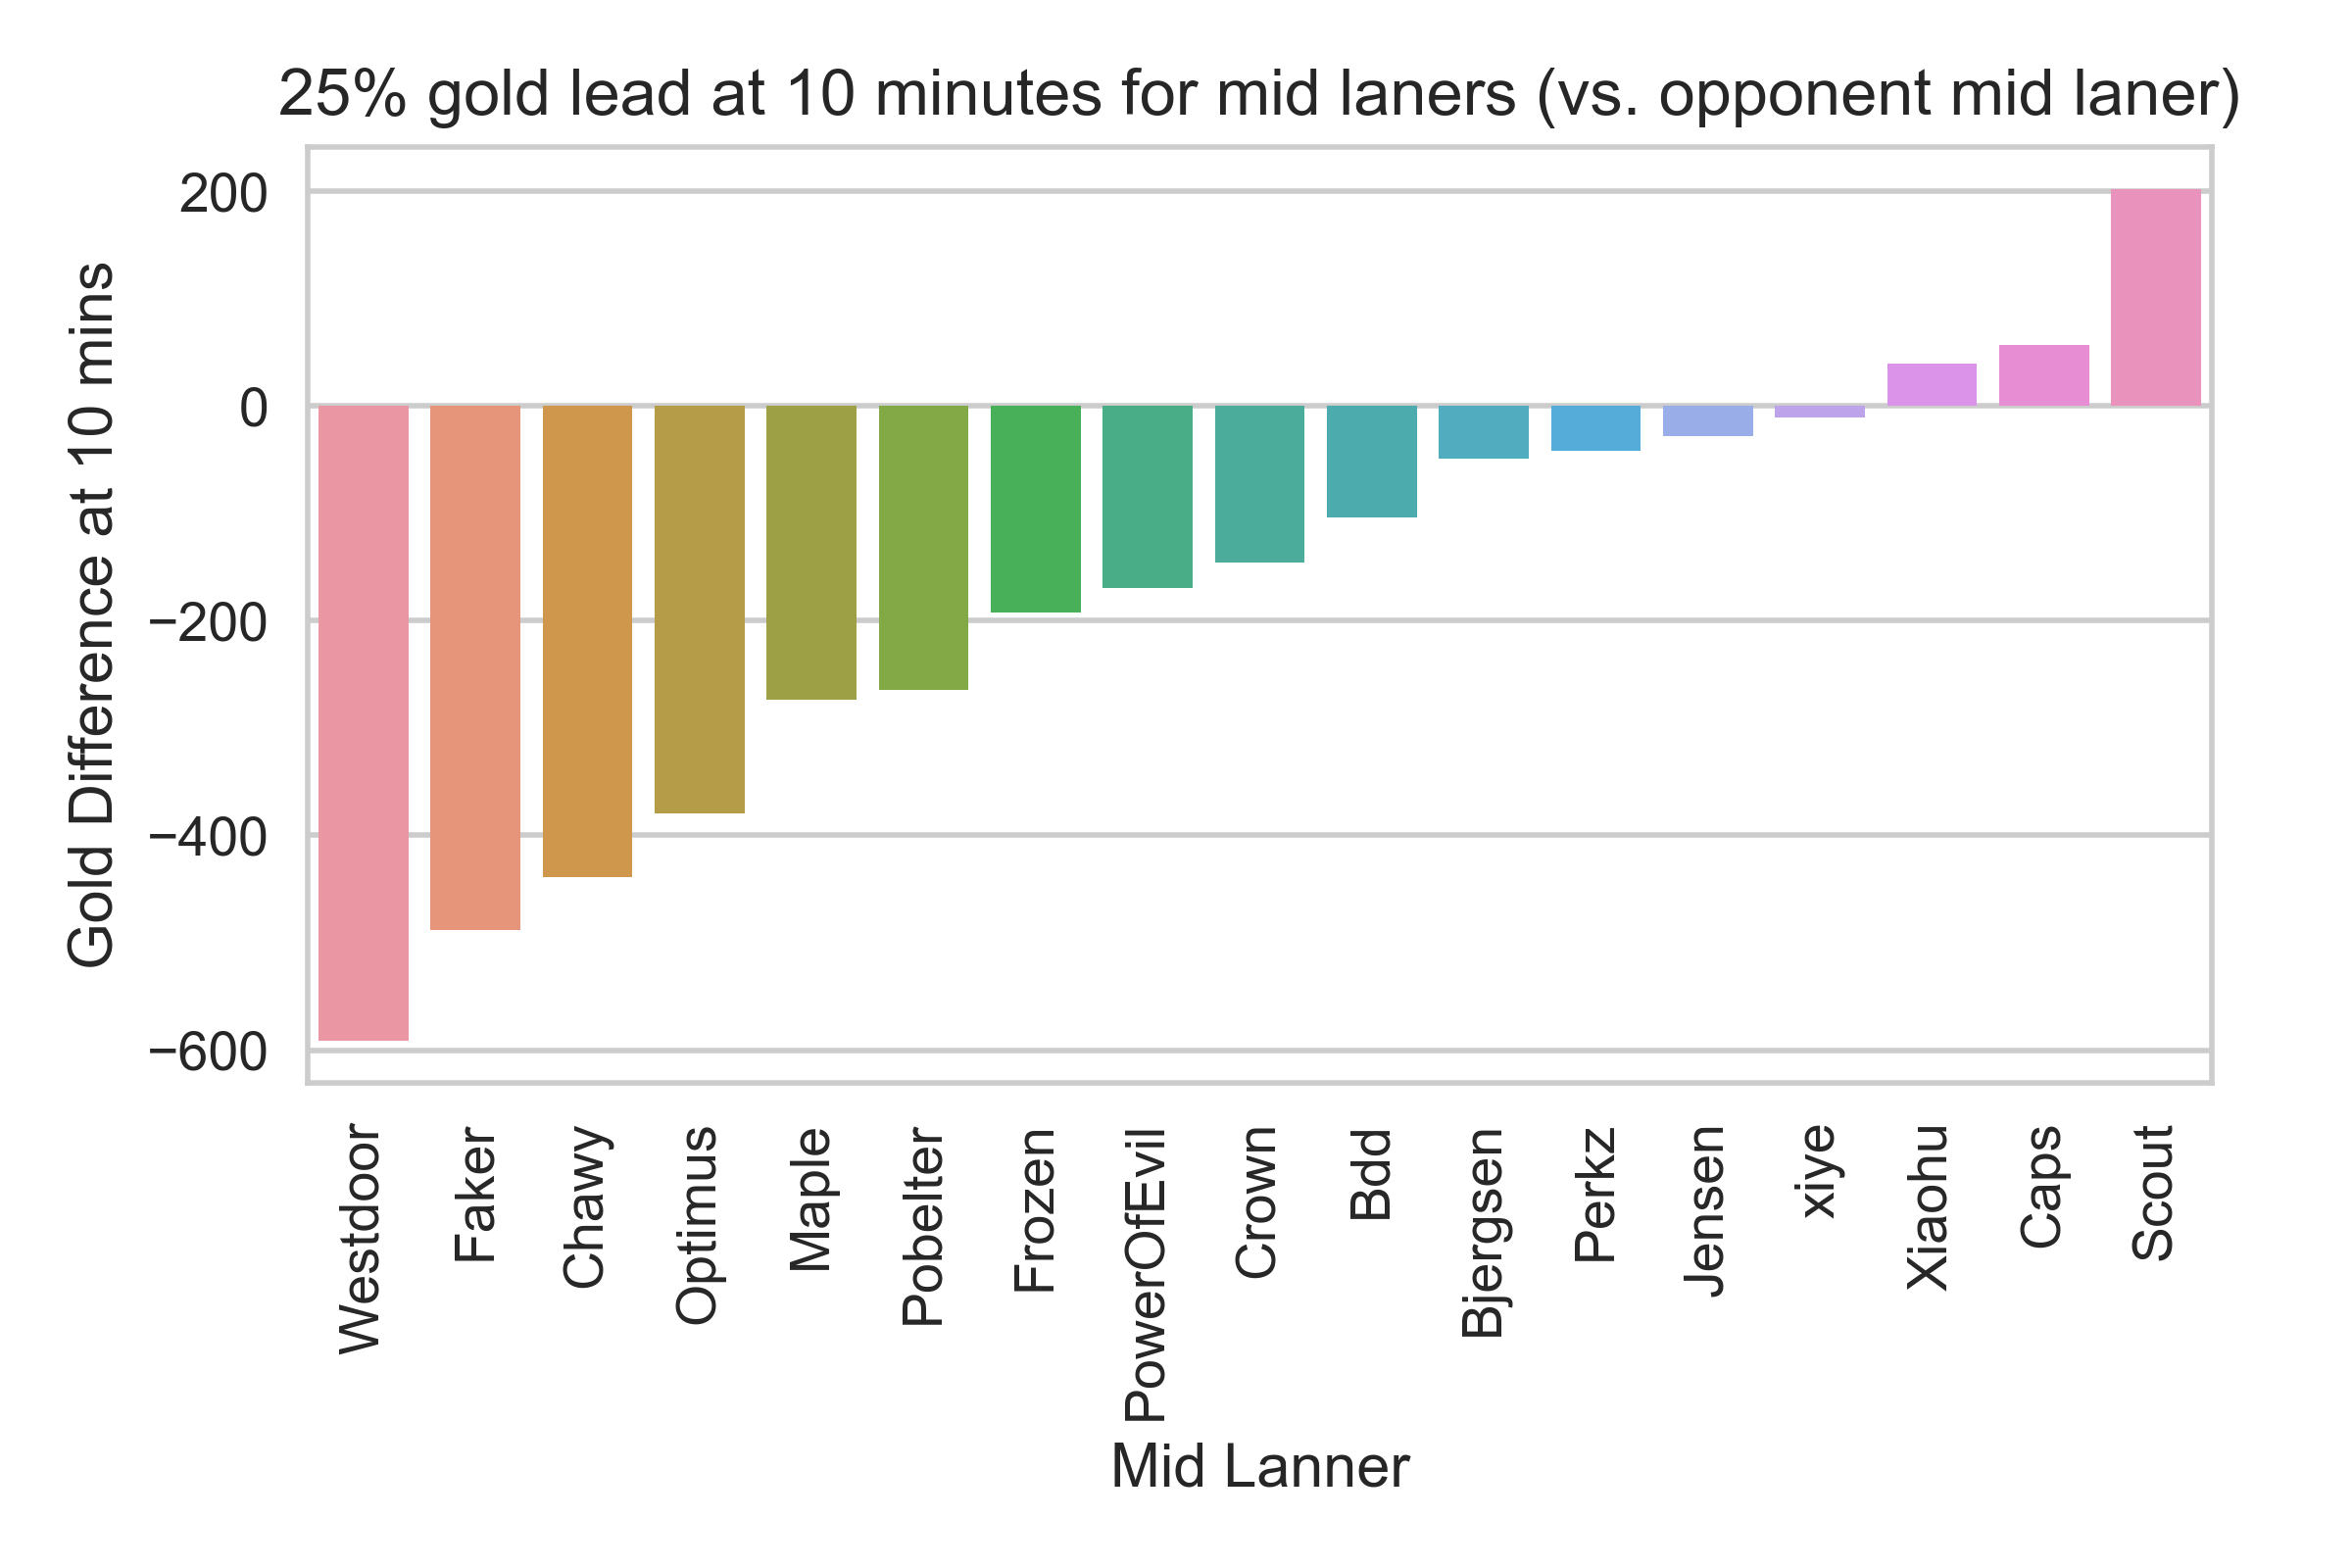 25% gold lead at 10 minutes for mid laners (vs. opponent mid laner)
Gold Difference at 10 mins
200
0
−200
−400
−600
Westdoor
Faker
Chawy
Optimus
Maple
Pobelter
Frozen
PowerOfEvil
Crown
Bdd
Bjergsen
Perkz
Jensen
xiye
Xiaohu
Caps
Scout
Mid Lanner